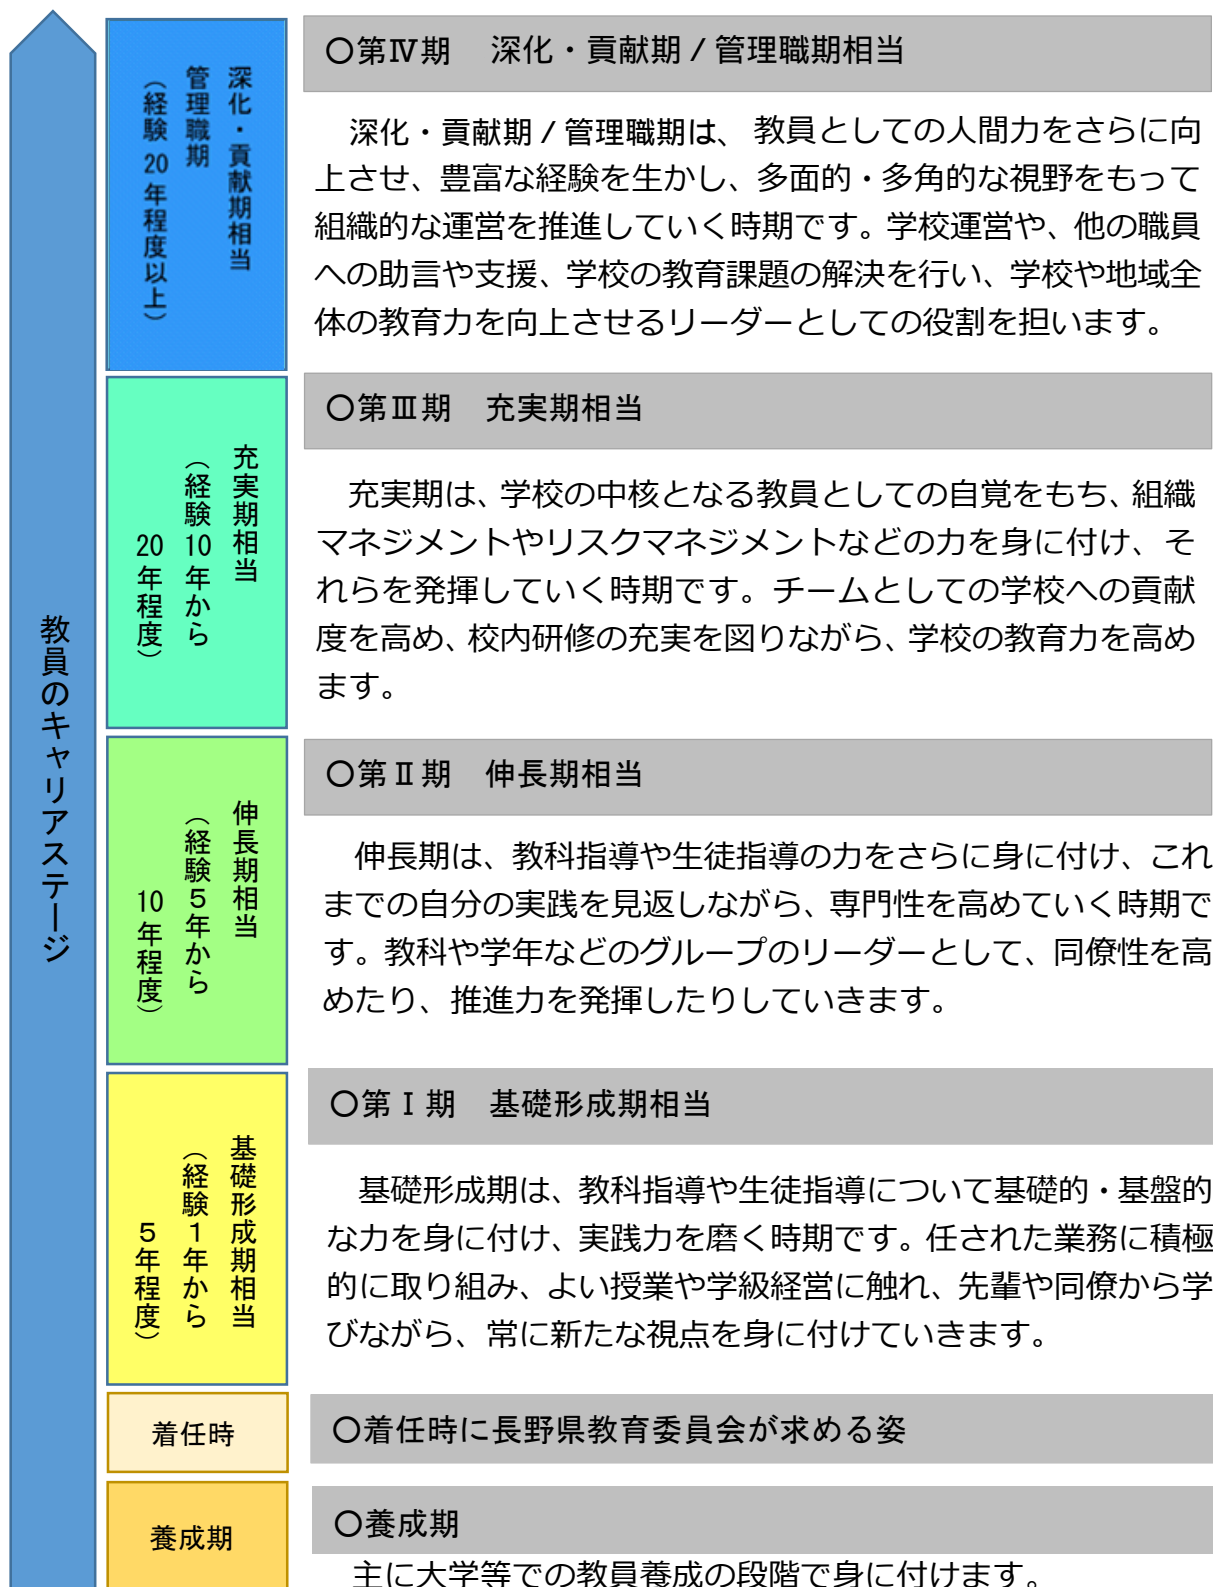 教員のキャリアステージ
深化・貢献期相当
管理職期
（経験20年程度以上）
〇第Ⅳ期　深化・貢献期/管理職期相当
深化・貢献期/管理職期は、教員としての人間力をさらに向
上させ、豊富な経験を生かし、多面的・多角的な視野をもって
組織的な運営を推進していく時期です。学校運営や、他の職員
への助言や支援、学校の教育課題の解決を行い、学校や地域全
体の教育力を向上させるリーダーとしての役割を担います。
充実期相当
（経験10年から
20年程度）
〇第Ⅲ期　充実期相当
充実期は、学校の中核となる教員としての自覚をもち、組織
マネジメントやリスクマネジメントなどの力を身に付け、そ
れらを発揮していく時期です。チームとしての学校への貢献
度を高め、校内研修の充実を図りながら、学校の教育力を高め
ます。
伸長期相当
（経験５年から
10年程度）
〇第Ⅱ期　伸長期相当
伸長期は、教科指導や生徒指導の力をさらに身に付け、これ
までの自分の実践を見返しながら、専門性を高めていく時期で
す。教科や学年などのグループのリーダーとして、同僚性を高
めたり、推進力を発揮したりしていきます。
基礎形成期相当
（経験１年から
５年程度）
〇第Ⅰ期　基礎形成期相当
基礎形成期は、教科指導や生徒指導について基礎的・基盤的
な力を身に付け、実践力を磨く時期です。任された業務に積極
的に取り組み、よい授業や学級経営に触れ、先輩や同僚から学
びながら、常に新たな視点を身に付けていきます。
着任時
〇着任時に長野県教育委員会が求める姿
養成期
〇養成期
主に大学等での教員養成の段階で身に付けます。